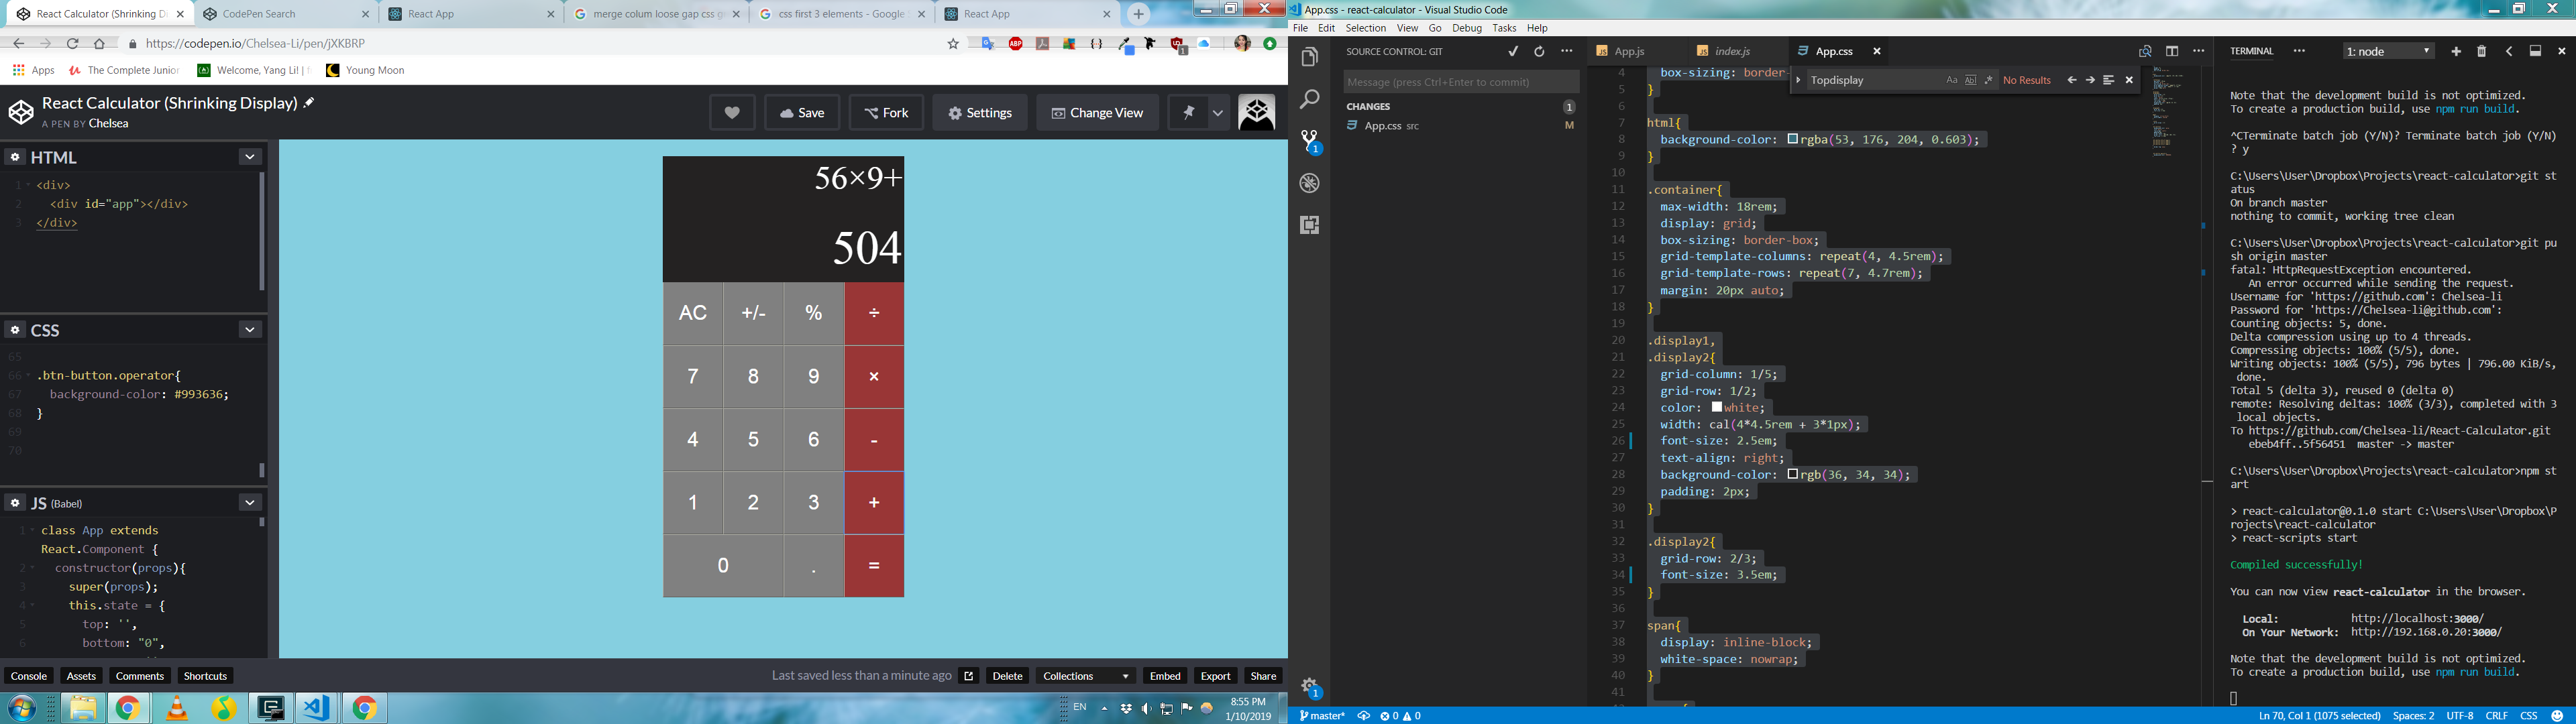 React Calculator (Shrinking Di
CodePen Search
React App
merge colum loose gap css g
css first 3 elements - Google
React App
https://codepen.io/Chelsea-Li/pen/jXKBRP
Apps
The Complete Junior
Welcome, Yang Li! |
Young Moon
React Calculator (Shrinking Display)
A PEN BY Chelsea
Save
Fork
Settings
Change View
HTML
1 <div>
2 <div id="app"></div>
3 </div>
CSS
65
66 .btn-button.operator{
67 background-color: #993636;
68 }
69
70
JS (Babel)
1 class App extends
React.Component {
2 constructor(props){
3 super(props);
4 this.state = {
5 top: '',
6 bottom: "0",
56×9+
504
AC +/- % ÷
7 8 9 ×
4 5 6 -
1 2 3 +
0 . =
Console
Assets
Comments
Shortcuts
Last saved less than a minute ago
Delete
Collections
Embed
Export
Share
EN
8:55 PM
1/10/2019
App.css - react-calculator - Visual Studio Code
File Edit Selection View Go Debug Tasks Help
SOURCE CONTROL: GIT
Message (press Ctrl+Enter to commit)
CHANGES 1
App.css src M
App.js
index.js
App.css
Topdisplay
Aa Abl .* No Results
4 box-sizing: border-
5 }
6
7 html{
8 background-color: rgba(53, 176, 204, 0.603);
9 }
10
11 .container{
12 max-width: 18rem;
13 display: grid;
14 box-sizing: border-box;
15 grid-template-columns: repeat(4, 4.5rem);
16 grid-template-rows: repeat(7, 4.7rem);
17 margin: 20px auto;
18 }
19
20 .display1,
21 .display2{
22 grid-column: 1/5;
23 grid-row: 1/2;
24 color: white;
25 width: cal(4*4.5rem + 3*1px);
26 font-size: 2.5em;
27 text-align: right;
28 background-color: rgb(36, 34, 34);
29 padding: 2px;
30 }
31
32 .display2{
33 grid-row: 2/3;
34 font-size: 3.5em;
35 }
36
37 span{
38 display: inline-block;
39 white-space: nowrap;
40 }
41
TERMINAL
1: node
Note that the development build is not optimized.
To create a production build, use npm run build.
^CTerminate batch job (Y/N)? Terminate batch job (Y/N)
? y
C:\Users\User\Dropbox\Projects\react-calculator>git st
atus
On branch master
nothing to commit, working tree clean
C:\Users\User\Dropbox\Projects\react-calculator>git pu
sh origin master
fatal: HttpRequestException encountered.
An error occurred while sending the request.
Username for 'https://github.com': Chelsea-li
Password for 'https://Chelsea-li@github.com':
Counting objects: 5, done.
Delta compression using up to 4 threads.
Compressing objects: 100% (5/5), done.
Writing objects: 100% (5/5), 796 bytes | 796.00 KiB/s,
done.
Total 5 (delta 3), reused 0 (delta 0)
remote: Resolving deltas: 100% (3/3), completed with 3
local objects.
To https://github.com/Chelsea-li/React-Calculator.git
ebeb4ff..5f56451 master -> master
C:\Users\User\Dropbox\Projects\react-calculator>npm st
art
> react-calculator@0.1.0 start C:\Users\User\Dropbox\P
rojects\react-calculator
> react-scripts start
Compiled successfully!
You can now view react-calculator in the browser.
Local: http://localhost:3000/
On Your Network: http://192.168.0.20:3000/
Note that the development build is not optimized.
To create a production build, use npm run build.
master*
0 0
Ln 70, Col 1 (1075 selected)
Spaces: 2
UTF-8
CRLF
CSS